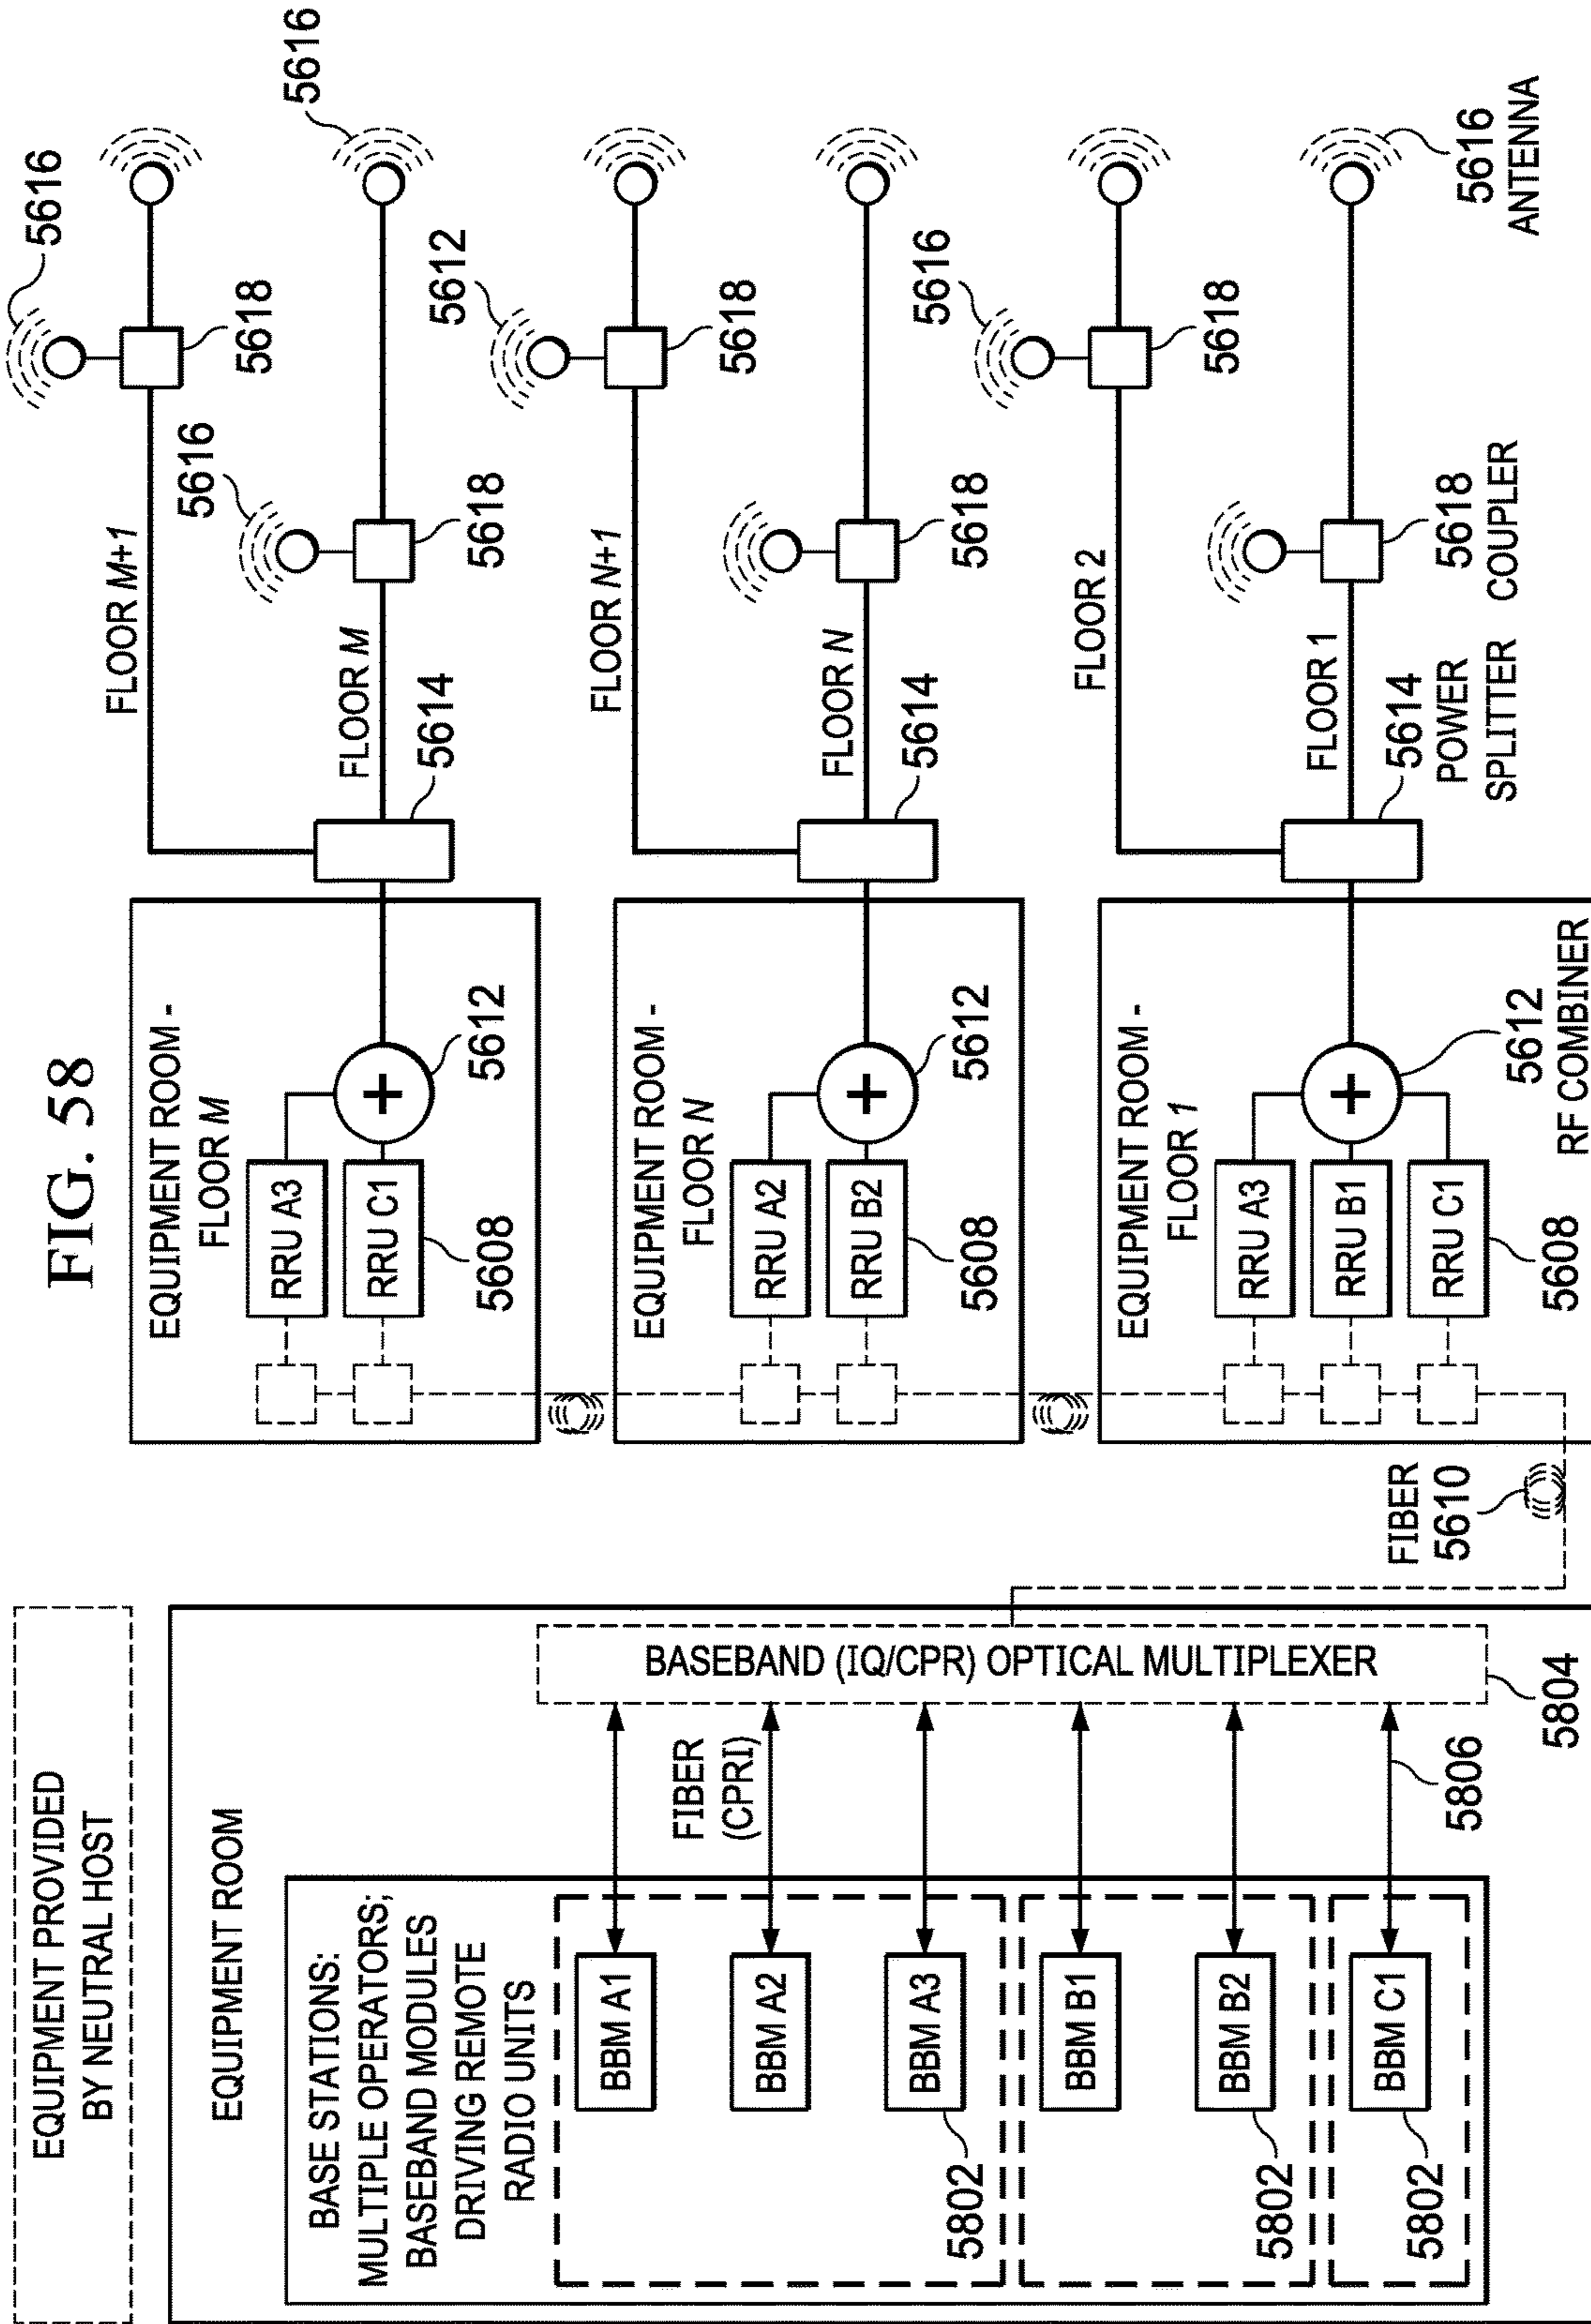 FIG. 58
EQUIPMENT PROVIDED
BY NEUTRAL HOST
EQUIPMENT ROOM
BASE STATIONS:
MULTIPLE OPERATORS;
BASEBAND MODULES
DRIVING REMOTE
RADIO UNITS
BBM A1
BBM A2
BBM A3
5802
BBM B1
BBM B2
5802
BBM C1
5802
FIBER
(CPRI)
5806
BASEBAND (IQ/CPR) OPTICAL MULTIPLEXER
5804
FIBER
5610
EQUIPMENT ROOM -
FLOOR M
RRU A3
RRU C1
5608
5612
5614
FLOOR M+1
FLOOR M
5616
5618
5616
5618
5616
EQUIPMENT ROOM -
FLOOR N
RRU A2
RRU B2
5608
5612
5614
FLOOR N+1
FLOOR N
5612
5618
5618
EQUIPMENT ROOM -
FLOOR 1
RRU A3
RRU B1
RRU C1
5608
5612
RF COMBINER
FLOOR 2
FLOOR 1
5614
POWER
SPLITTER
5616
5618
5618
COUPLER
5616
ANTENNA